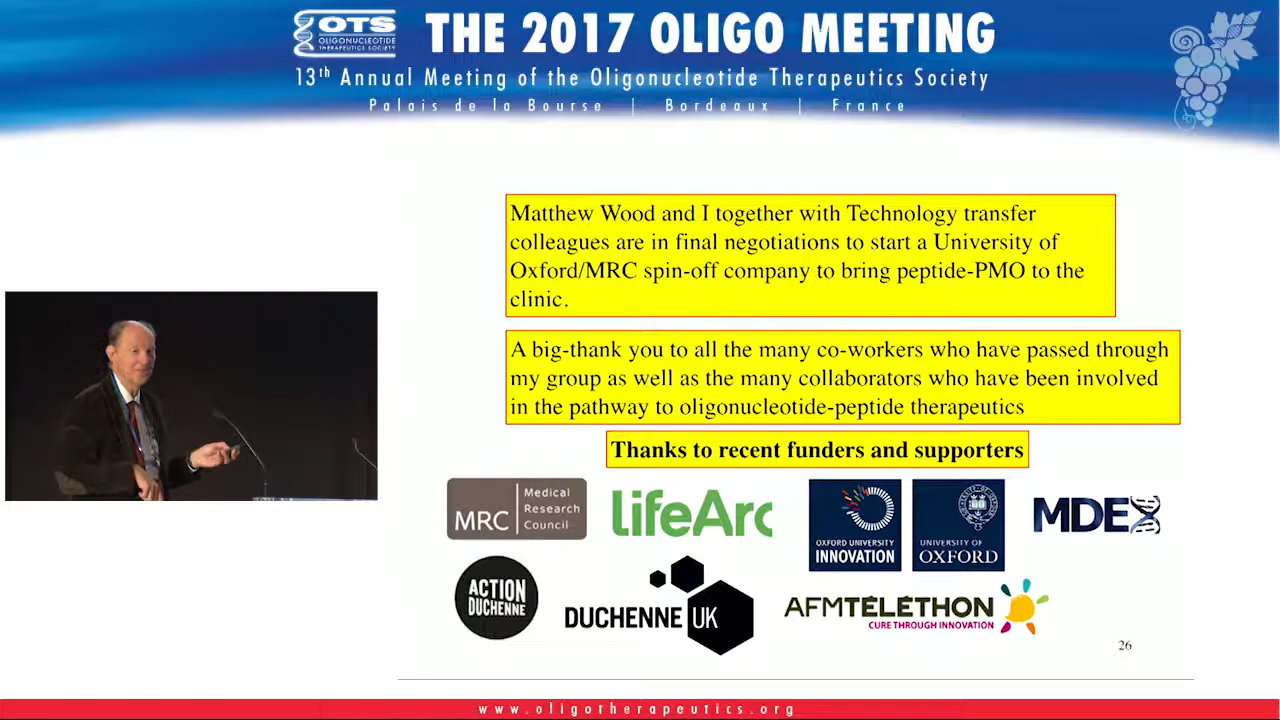 OTS
OLIGONUCLEOTIDE
THERAPEUTICS SOCIETY
THE 2017 OLIGO MEETING
13th Annual Meeting of the Oligonucleotide Therapeutics Society
Palais de la Bourse | Bordeaux | France
Matthew Wood and I together with Technology transfer
colleagues are in final negotiations to start a University of
Oxford/MRC spin-off company to bring peptide-PMO to the
clinic.
A big-thank you to all the many co-workers who have passed through
my group as well as the many collaborators who have been involved
in the pathway to oligonucleotide-peptide therapeutics
Thanks to recent funders and supporters
MRC
Medical
Research
Council
LifeArc
OXFORD UNIVERSITY
INNOVATION
UNIVERSITY OF
OXFORD
MDEX
ACTION
DUCHENNE
DUCHENNE UK
AFMTÉLÉTHON
CURE THROUGH INNOVATION
26
www.oligotherapeutics.org